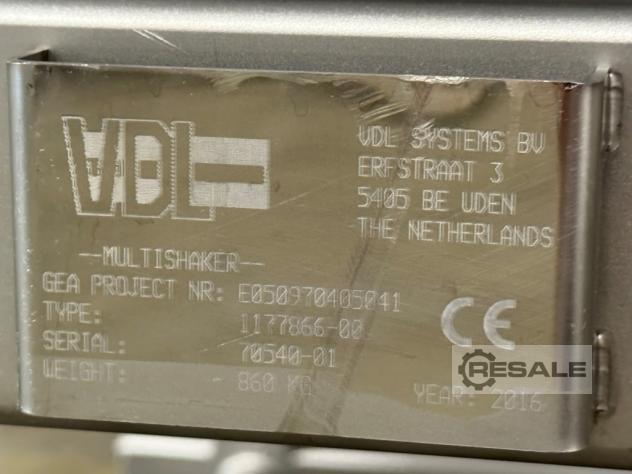 VDL
VDL SYSTEMS BV
ERFSTRAAT 3
5405 BE UDEN
THE NETHERLANDS
--MULTISHAKER--
GEA PROJECT NR: E050970405041
TYPE: 1177866-00
SERIAL: 70540-01
WEIGHT: 860 KG
CE
YEAR: 2016
RESALE